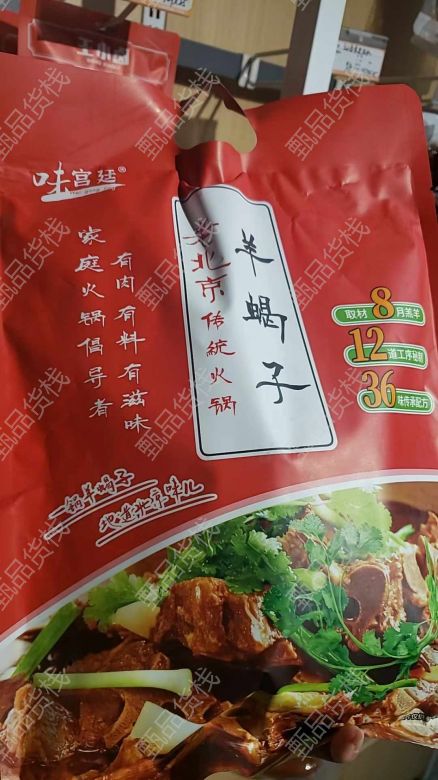 味宫廷®
家庭火锅倡导者
有肉有料有滋味
老北京传統火锅
羊蝎子
取材8月羔羊
12道工序秘制
36味传承配方
一锅羊蝎子
地道北京味儿
甄品货栈